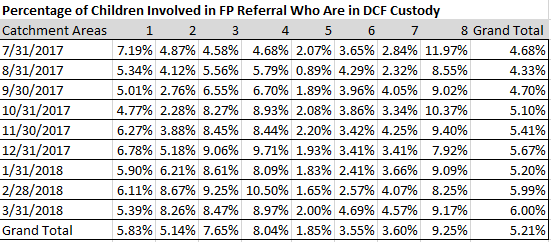 Percentage of Children Involved in FP Referral Who Are in DCF Custody
Catchment Areas 1 2 3 4 5 6 7 8 Grand Total
7/31/2017 7.19% 4.87% 4.58% 4.68% 2.07% 3.65% 2.84% 11.97% 4.68%
8/31/2017 5.34% 4.12% 5.56% 5.79% 0.89% 4.29% 2.32% 8.55% 4.33%
9/30/2017 5.01% 2.76% 6.55% 6.70% 1.89% 3.96% 4.05% 9.02% 4.70%
10/31/2017 4.77% 2.28% 8.27% 8.93% 2.08% 3.86% 3.34% 10.37% 5.10%
11/30/2017 6.27% 3.88% 8.45% 8.44% 2.20% 3.42% 4.25% 9.40% 5.41%
12/31/2017 6.78% 5.18% 9.06% 9.71% 1.93% 3.41% 3.41% 7.92% 5.67%
1/31/2018 5.90% 6.21% 8.61% 8.09% 1.83% 2.41% 3.66% 9.09% 5.20%
2/28/2018 6.11% 8.67% 9.25% 10.50% 1.65% 2.57% 4.07% 8.25% 5.99%
3/31/2018 5.39% 8.26% 8.47% 8.97% 2.00% 4.69% 4.57% 9.17% 6.00%
Grand Total 5.83% 5.14% 7.65% 8.04% 1.85% 3.55% 3.60% 9.25% 5.21%